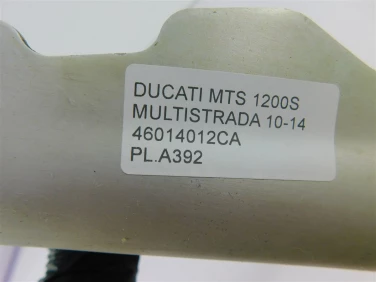 DUCATI MTS 1200S
MULTISTRADA 10-14
46014012CA
PL.A392